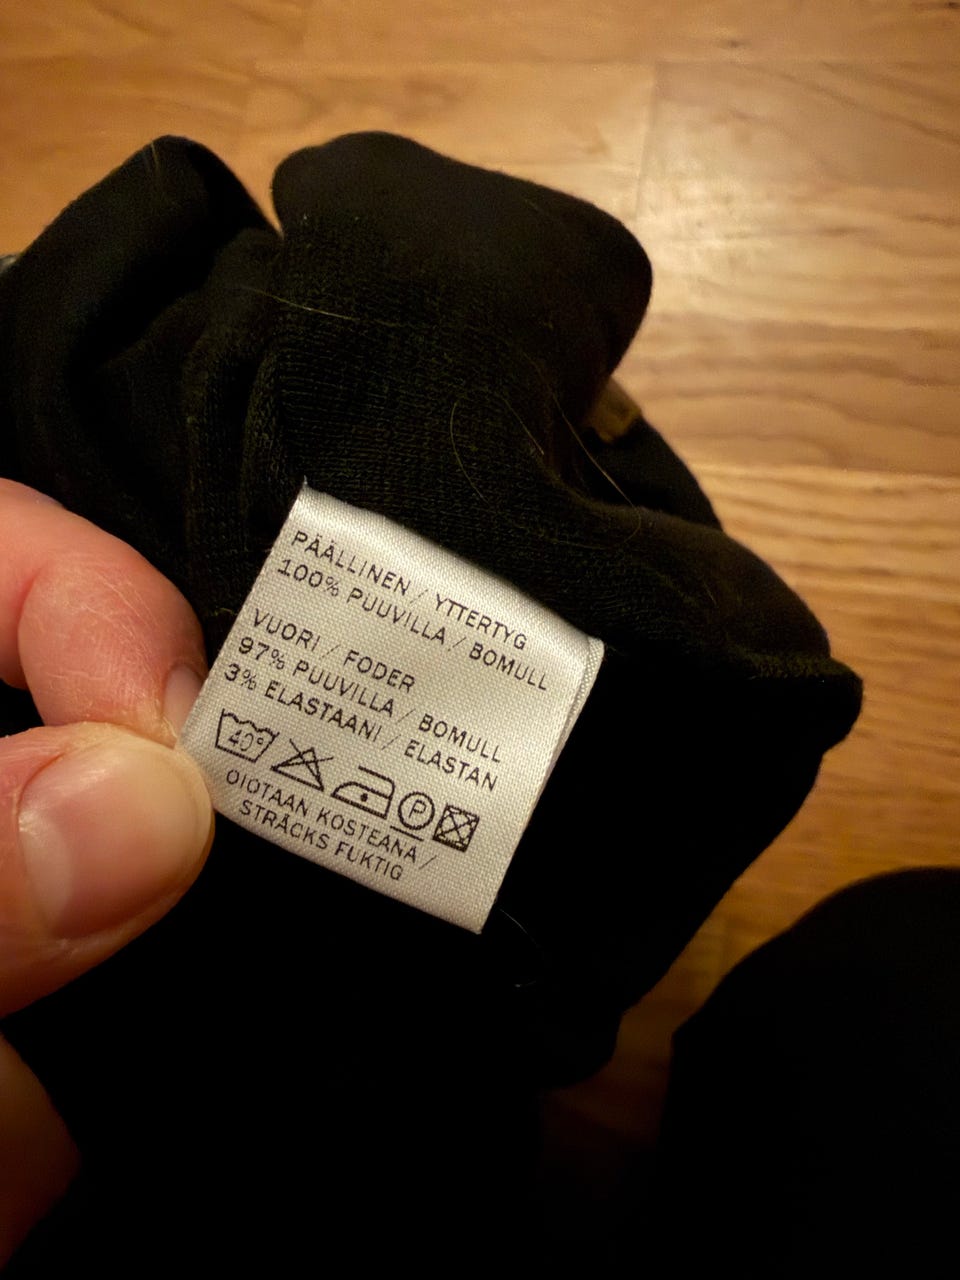 PÄÄLLINEN / YTTERTYG
100% PUUVILLA / BOMULL
VUORI / FODER
97% PUUVILLA / BOMULL
3% ELASTAANI / ELASTAN
40° P
OIOTAAN KOSTEANA /
STRÄCKS FUKTIG